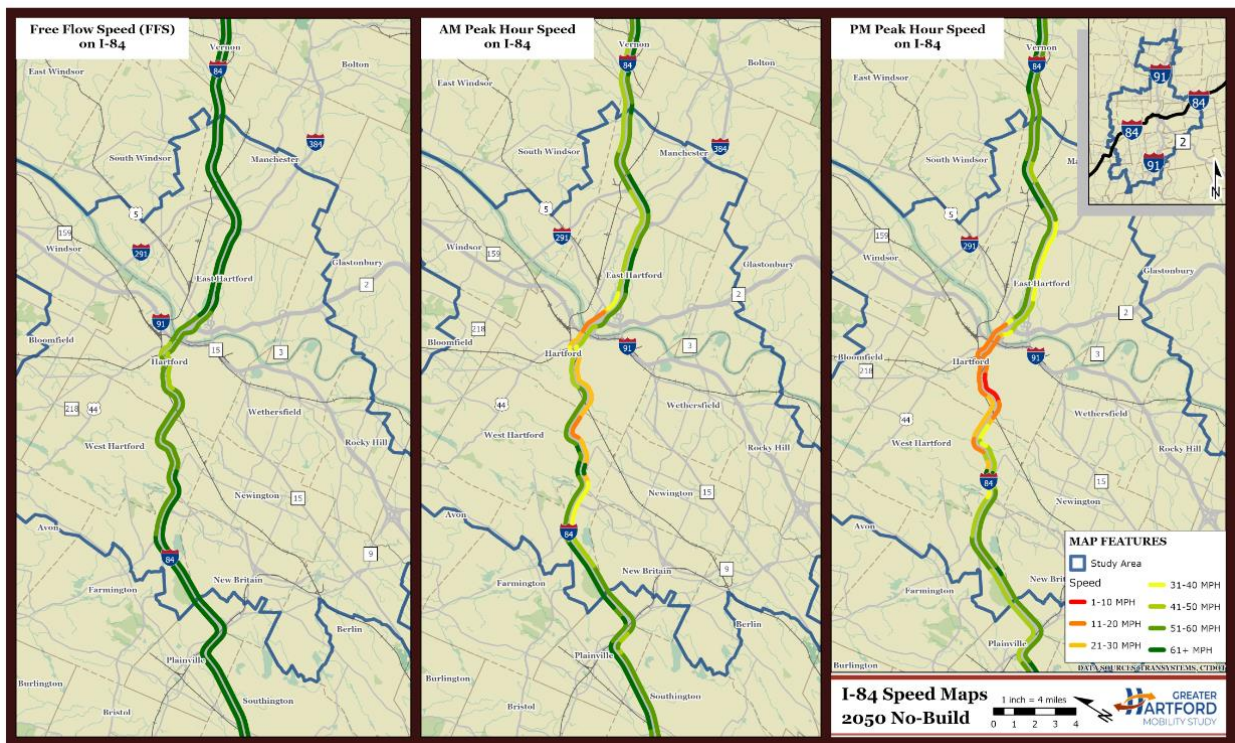 Free Flow Speed (FFS)
on I-84
Vernon
84
East Windsor
Bolton
384
South Windsor
Manchester
5
159
291
Windsor
Glastonbury
East Hartford
2
91
Bloomfield
15
3
Hartford
218
44
Wethersfield
West Hartford
Rocky Hill
Newington
15
Avon
9
84
New Britain
Farmington
Berlin
Plainville
Burlington
Southington
Bristol
AM Peak Hour Speed
on I-84
Vernon
84
East Windsor
Bolton
384
South Windsor
Manchester
5
291
159
Windsor
East Hartford
Glastonbury
2
218
Bloomfield
Hartford
91
3
44
Wethersfield
West Hartford
Rocky Hill
Newington
15
Avon
84
9
New Britain
Farmington
Berlin
Plainville
Burlington
Southington
Bristol
PM Peak Hour Speed
on I-84
Vernon
84
East Windsor
South Windsor
5
159
291
Windsor
East Hartford
Glastonbury
2
Bloomfield
Hartford
91
3
218
44
Wethersfield
West Hartford
Rocky Hill
84
15
Newington
Avon
Farmington
Plainville
Burlington
91
84
84
2
91
N
MAP FEATURES
Study Area
Speed
1-10 MPH
11-20 MPH
21-30 MPH
31-40 MPH
41-50 MPH
51-60 MPH
61+ MPH
I-84 Speed Maps
2050 No-Build
1 inch = 4 miles
0 1 2 3 4
N
GREATER
HARTFORD
MOBILITY STUDY